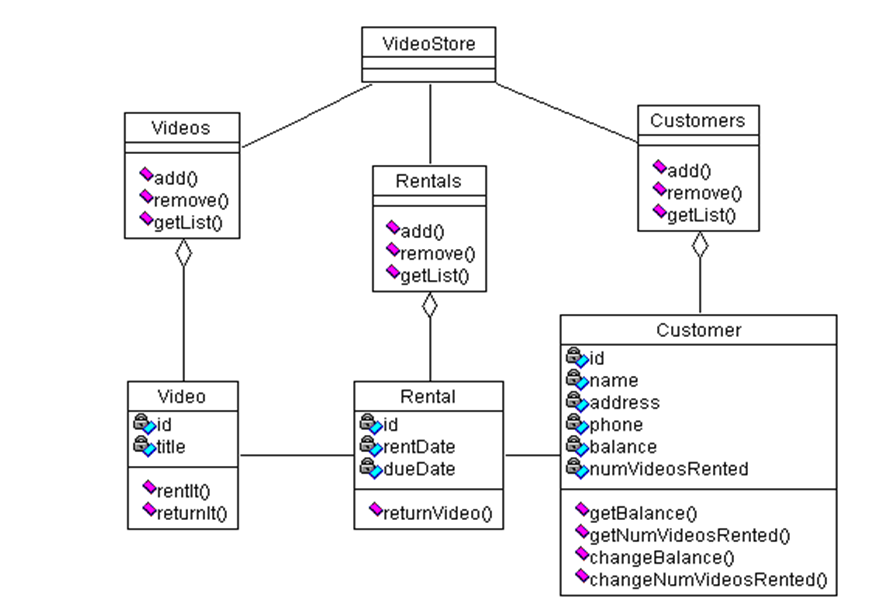 VideoStore
Videos
add()
remove()
getList()
Rentals
add()
remove()
getList()
Customers
add()
remove()
getList()
Video
id
title
rentIt()
returnIt()
Rental
id
rentDate
dueDate
returnVideo()
Customer
id
name
address
phone
balance
numVideosRented
getBalance()
getNumVideosRented()
changeBalance()
changeNumVideosRented()